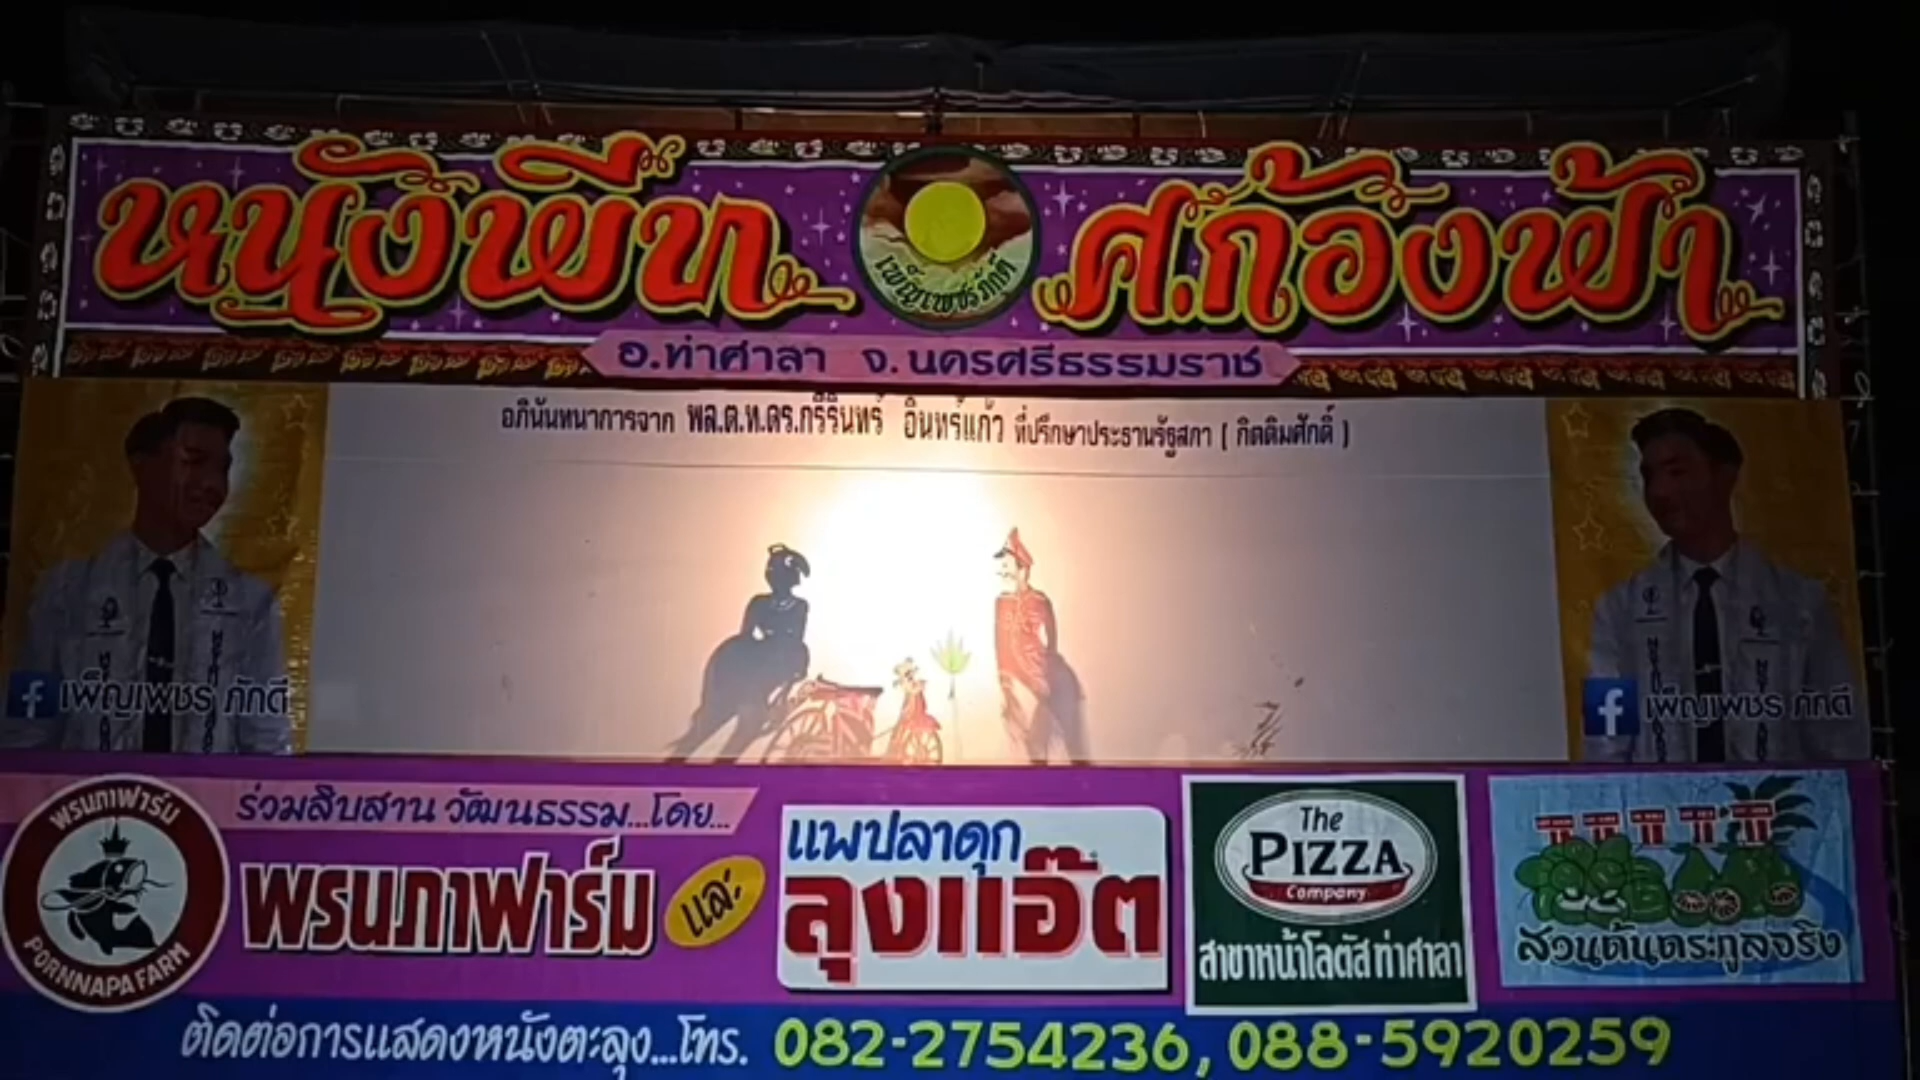 หนังพีท ศ.ก้องฟ้า
เพ็ญเพชร ภักดี
อ.ท่าศาลา จ.นครศรีธรรมราช
อภินันทนาการจาก พล.ต.ท.ดร.กรีรินทร์ อินทร์แก้ว ที่ปรึกษาประธานรัฐสภา ( กิตติมศักดิ์ )
เพ็ญเพชร ภักดี
เพ็ญเพชร ภักดี
พรนภาฟาร์ม
PORNNAPA FARM
ร่วมสืบสาน วัฒนธรรม...โดย...
พรนภาฟาร์ม
และ
แพปลาดุก
ลุงแอ๊ต
The
PIZZA
Company
สาขาหน้าโลตัสท่าศาลา
สวนต้นตระกูลจริง
ติดต่อการแสดงหนังตะลุง...โทร. 082-2754236, 088-5920259